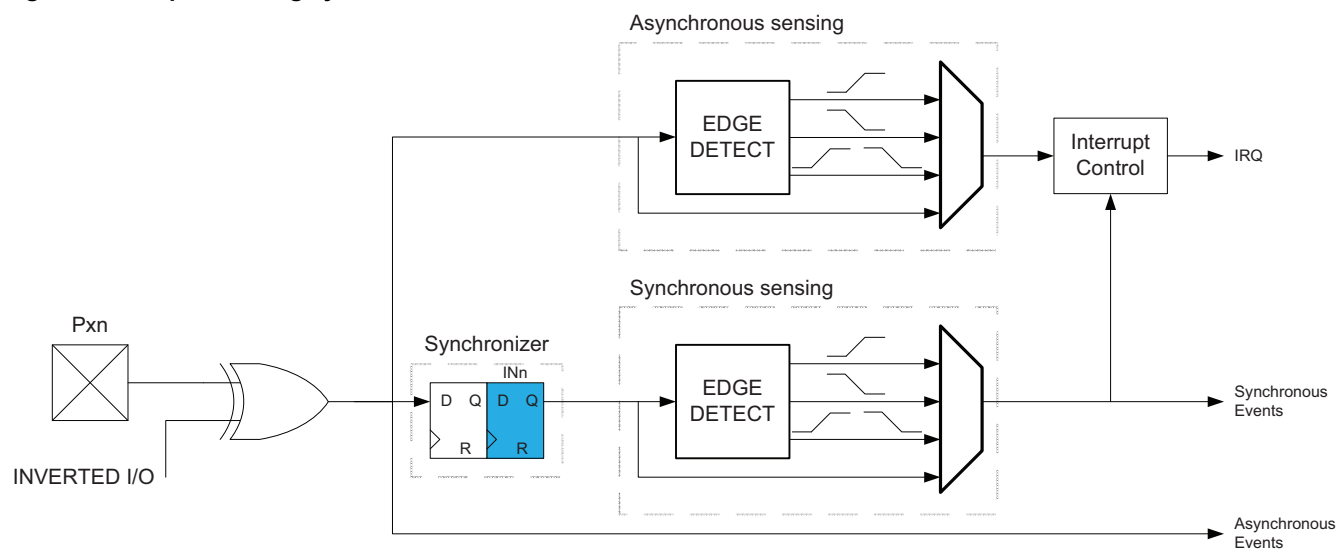 Asynchronous sensing
EDGE
DETECT
Interrupt
Control
IRQ
Synchronous sensing
Pxn
Synchronizer
INn
D Q D Q
R R
EDGE
DETECT
Synchronous
Events
INVERTED I/O
Asynchronous
Events